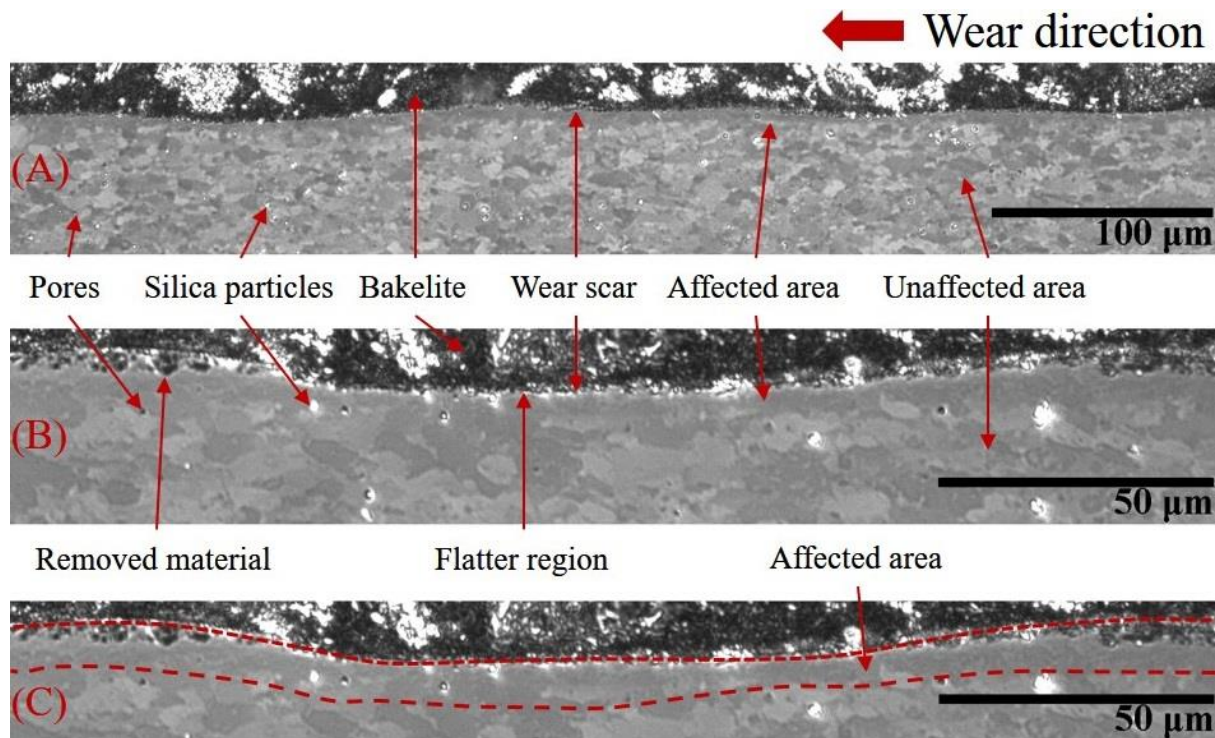 Wear direction
(A)
100 μm
Pores Silica particles Bakelite Wear scar Affected area Unaffected area
(B)
50 μm
Removed material Flatter region Affected area
(C)
50 μm